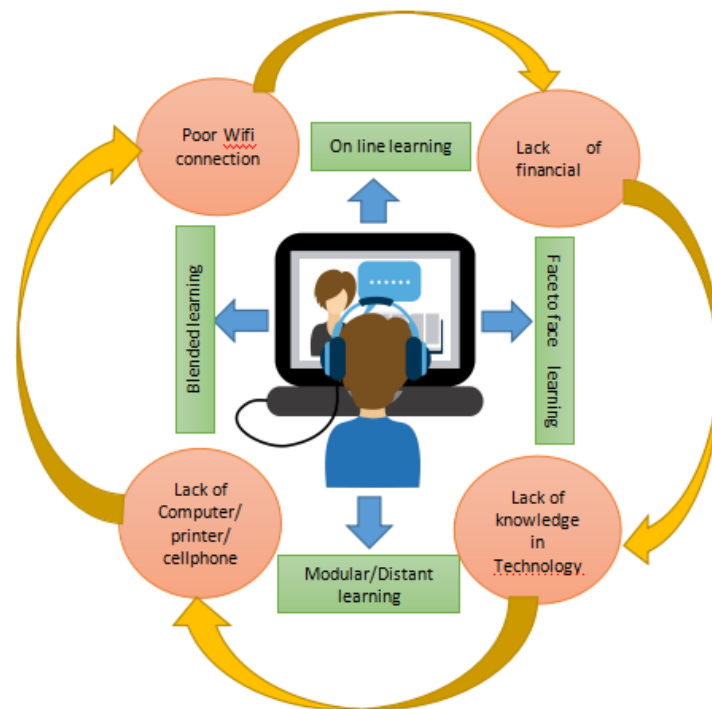 Poor Wifi
connection
On line learning
Lack of
financial
Blended learning
Face to face learning
Lack of
Computer/
printer/
cellphone
Lack of
knowledge
in
Technology
Modular/Distant
learning